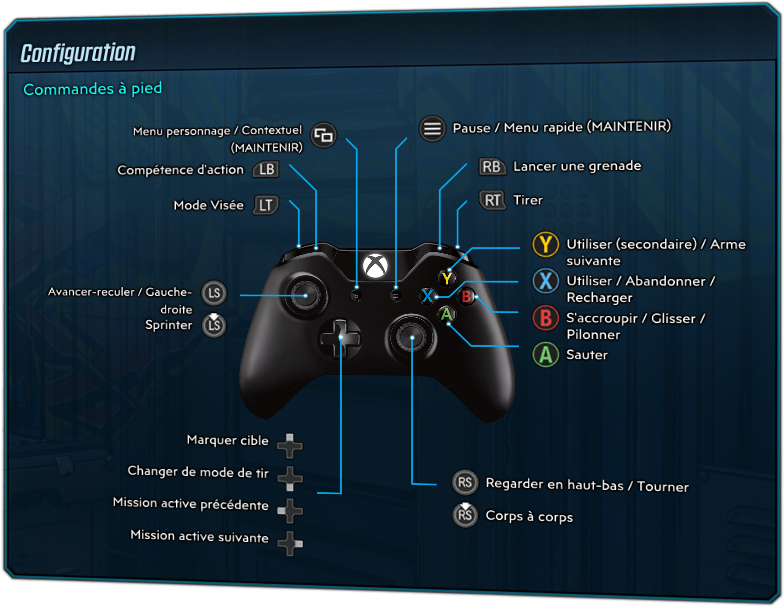 Configuration
Commandes à pied
Menu personnage / Contextuel
(MAINTENIR)
Pause / Menu rapide (MAINTENIR)
Compétence d'action LB
RB Lancer une grenade
Mode Visée LT
RT Tirer
Y Utiliser (secondaire) / Arme
suivante
X Utiliser / Abandonner /
Recharger
B S'accroupir / Glisser /
Pilonner
A Sauter
Avancer-reculer / Gauche-
droite
LS
Sprinter LS
Y
X
B
A
Marquer cible
Changer de mode de tir
Mission active précédente
Mission active suivante
RS Regarder en haut-bas / Tourner
RS Corps à corps